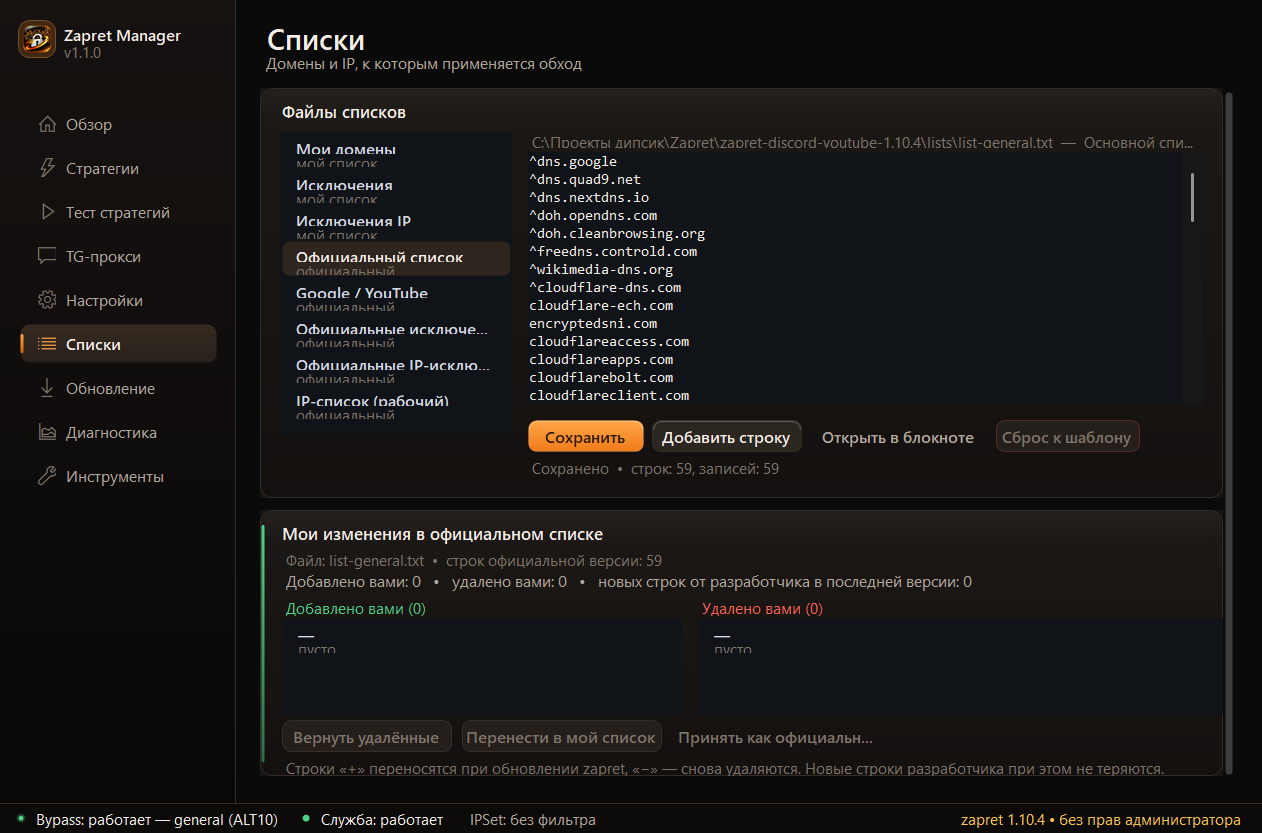 Zapret Manager
v1.1.0
Обзор
Стратегии
Тест стратегий
TG-прокси
Настройки
Списки
Обновление
Диагностика
Инструменты
Списки
Домены и IP, к которым применяется обход
Файлы списков
Мои домены
мой список
Исключения
мой список
Исключения IP
мой список
Официальный список
официальный
Google / YouTube
официальный
Официальные исключе...
официальный
Официальные IP-исклю...
официальный
IP-список (рабочий)
официальный
C:\Проекты дипсик\Zapret\zapret-discord-youtube-1.10.4\lists\list-general.txt — Основной спи...
^dns.google
^dns.quad9.net
^dns.nextdns.io
^doh.opendns.com
^doh.cleanbrowsing.org
^freedns.controld.com
^wikimedia-dns.org
^cloudflare-dns.com
cloudflare-ech.com
encryptedsni.com
cloudflareaccess.com
cloudflareapps.com
cloudflarebolt.com
cloudflareclient.com
Сохранить
Добавить строку
Открыть в блокноте
Сброс к шаблону
Сохранено • строк: 59, записей: 59
Мои изменения в официальном списке
Файл: list-general.txt • строк официальной версии: 59
Добавлено вами: 0 • удалено вами: 0 • новых строк от разработчика в последней версии: 0
Добавлено вами (0)
—
пусто
Удалено вами (0)
—
пусто
Вернуть удалённые
Перенести в мой список
Принять как официальн...
Строки «+» переносятся при обновлении zapret, «−» — снова удаляются. Новые строки разработчика при этом не теряются.
Bypass: работает — general (ALT10)
Служба: работает
IPSet: без фильтра
zapret 1.10.4 • без прав администратора